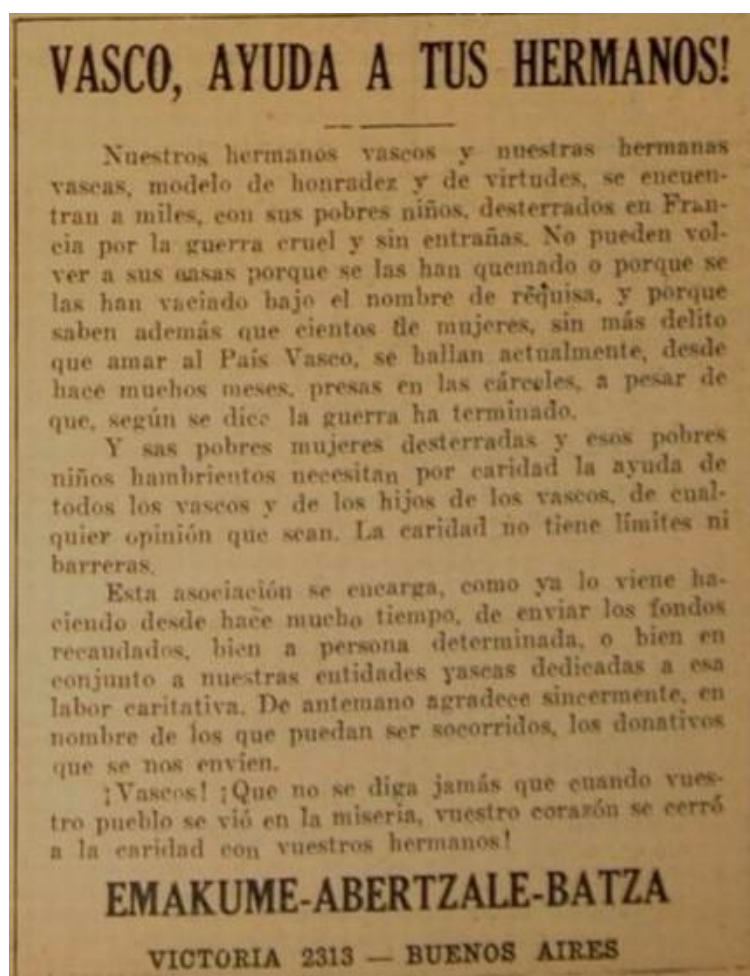 VASCO, AYUDA A TUS HERMANOS!
Nuestros hermanos vascos y nuestras hermanas
vascas, modelo de honradez y de virtudes, se encuen-
tran a miles, con sus pobres niños, desterrados en Fran-
cia por la guerra cruel y sin entrañas. No pueden vol-
ver a sus casas porque se las han quemado o porque se
las han vaciado bajo el nombre de réquisa, y porque
saben además que cientos de mujeres, sin más delito
que amar al País Vasco, se hallan actualmente, desde
hace muchos meses, presas en las cárceles, a pesar de
que, según se dice la guerra ha terminado.
Y sas pobres mujeres desterradas y esos pobres
niños hambrientos necesitan por caridad la ayuda de
todos los vascos y de los hijos de los vascos, de cual-
quier opinión que sean. La caridad no tiene límites ni
barreras.
Esta asociación se encarga, como ya lo viene ha-
ciendo desde hace mucho tiempo, de enviar los fondos
recaudados, bien a persona determinada, o bien en
conjunto a nuestras entidades vascas dedicadas a esa
labor caritativa. De antemano agradece sincermente, en
nombre de los que puedan ser socorridos, los donativos
que se nos envíen.
¡Vascos! ¡Que no se diga jamás que cuando vues-
tro pueblo se vió en la miseria, vuestro corazón se cerró
a la caridad con vuestros hermanos!
EMAKUME-ABERTZALE-BATZA
VICTORIA 2313 — BUENOS AIRES